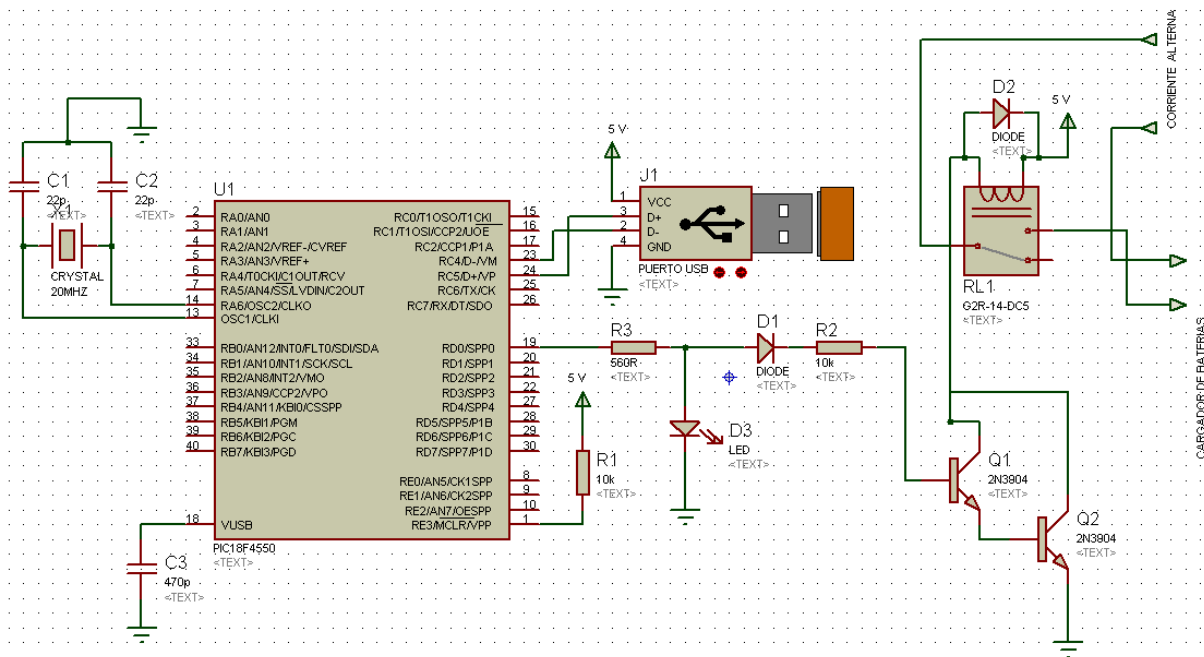 C1
22p
<TEXT>
C2
22p
<TEXT>
X1
CRYSTAL
20MHZ
U1
2 RA0/AN0
3 RA1/AN1
4 RA2/AN2/VREF-/CVREF
5 RA3/AN3/VREF+
6 RA4/T0CKI/C1OUT/RCV
7 RA5/AN4/SS/LVDIN/C2OUT
14 RA6/OSC2/CLKO
13 OSC1/CLKI
33 RB0/AN12/INT0/FLT0/SDI/SDA
34 RB1/AN10/INT1/SCK/SCL
35 RB2/AN8/INT2/VMO
36 RB3/AN9/CCP2/VPO
37 RB4/AN11/KBI0/CSSPP
38 RB5/KBI1/PGM
39 RB6/KBI2/PGC
40 RB7/KBI3/PGD
18 VUSB
RC0/T1OSO/T1CKI 15
RC1/T1OSI/CCP2/UOE 16
RC2/CCP1/P1A 17
RC4/D-/VM 23
RC5/D+/VP 24
RC6/TX/CK 25
RC7/RX/DT/SDO 26
RD0/SPP0 19
RD1/SPP1 20
RD2/SPP2 21
RD3/SPP3 22
RD4/SPP4 27
RD5/SPP5/P1B 28
RD6/SPP6/P1C 29
RD7/SPP7/P1D 30
RE0/AN5/CK1SPP 8
RE1/AN6/CK2SPP 9
RE2/AN7/OESPP 10
RE3/MCLR/VPP 1
PIC18F4550
<TEXT>
C3
470p
<TEXT>
5 V
J1
1 VCC
3 D+
2 D-
4 GND
PUERTO USB
<TEXT>
R3
560R
<TEXT>
D1
DIODE
<TEXT>
R2
10k
<TEXT>
5 V
R1
10k
<TEXT>
D3
LED
<TEXT>
D2
DIODE
<TEXT>
5 V
RL1
G2R-14-DC5
<TEXT>
Q1
2N3904
<TEXT>
Q2
2N3904
<TEXT>
CORRIENTE ALTERNA
CARGADOR DE BATERIAS